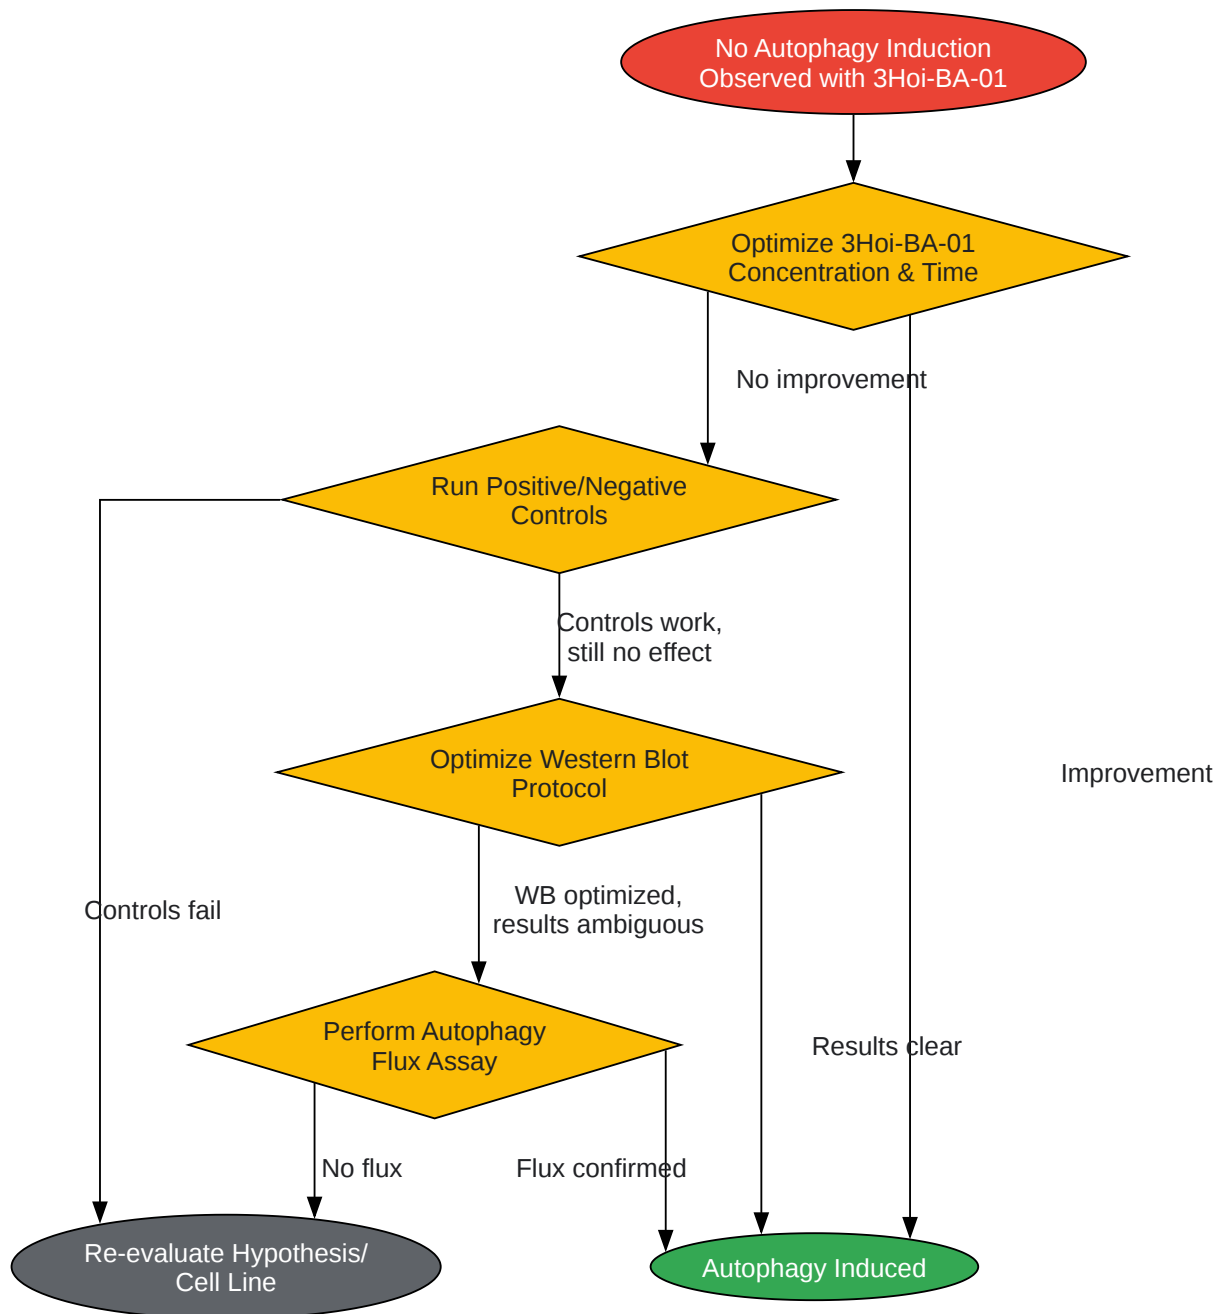 No Autophagy Induction
Observed with 3Hoi-BA-01
Optimize 3Hoi-BA-01
Concentration & Time
No improvement
Run Positive/Negative
Controls
Controls work,
still no effect
Optimize Western Blot
Protocol
Improvement
Controls fail
WB optimized,
results ambiguous
Perform Autophagy
Flux Assay
Results clear
No flux
Flux confirmed
Re-evaluate Hypothesis/
Cell Line
Autophagy Induced